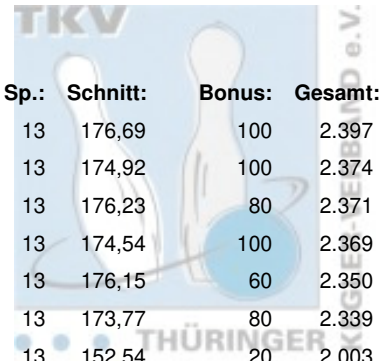 TKV
Sp.: Schnitt: Bonus: Gesamt:
13 176,69 100 2.397
13 174,92 100 2.374
13 176,23 80 2.371
13 174,54 100 2.369
13 176,15 60 2.350
13 173,77 80 2.339
13 152,54 20 2.003
THÜRINGER
KEGLER-VERBAND e.V.